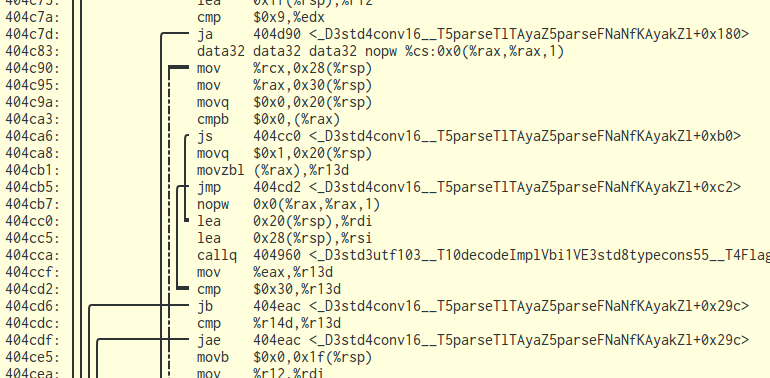 404c7a: cmp $0x9,%edx
404c7d: ja 404d90 <_D3std4conv16__T5parseTlTAyaZ5parseFNaNfKAyakZl+0x180>
404c83: data32 data32 data32 nopw %cs:0x0(%rax,%rax,1)
404c90: mov %rcx,0x28(%rsp)
404c95: mov %rax,0x30(%rsp)
404c9a: movq $0x0,0x20(%rsp)
404ca3: cmpb $0x0,(%rax)
404ca6: js 404cc0 <_D3std4conv16__T5parseTlTAyaZ5parseFNaNfKAyakZl+0xb0>
404ca8: movq $0x1,0x20(%rsp)
404cb1: movzbl (%rax),%r13d
404cb5: jmp 404cd2 <_D3std4conv16__T5parseTlTAyaZ5parseFNaNfKAyakZl+0xc2>
404cb7: nopw 0x0(%rax,%rax,1)
404cc0: lea 0x20(%rsp),%rdi
404cc5: lea 0x28(%rsp),%rsi
404cca: callq 404960 <_D3std3utf103__T10decodeImplVbi1VE3std8typecons55__T4Flag
404ccf: mov %eax,%r13d
404cd2: cmp $0x30,%r13d
404cd6: jb 404eac <_D3std4conv16__T5parseTlTAyaZ5parseFNaNfKAyakZl+0x29c>
404cdc: cmp %r14d,%r13d
404cdf: jae 404eac <_D3std4conv16__T5parseTlTAyaZ5parseFNaNfKAyakZl+0x29c>
404ce5: movb $0x0,0x1f(%rsp)
404cea: mov %r12,%rdi